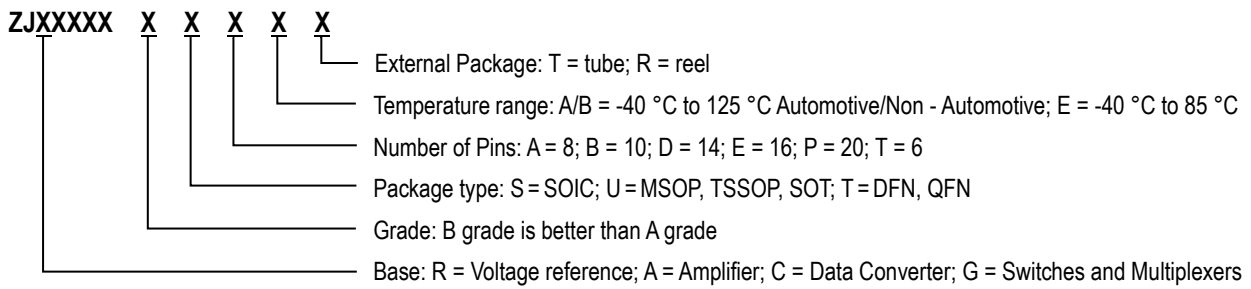 ZJXXXXX X X X X X
External Package: T = tube; R = reel
Temperature range: A/B = -40 °C to 125 °C Automotive/Non - Automotive; E = -40 °C to 85 °C
Number of Pins: A = 8; B = 10; D = 14; E = 16; P = 20; T = 6
Package type: S = SOIC; U = MSOP, TSSOP, SOT; T = DFN, QFN
Grade: B grade is better than A grade
Base: R = Voltage reference; A = Amplifier; C = Data Converter; G = Switches and Multiplexers